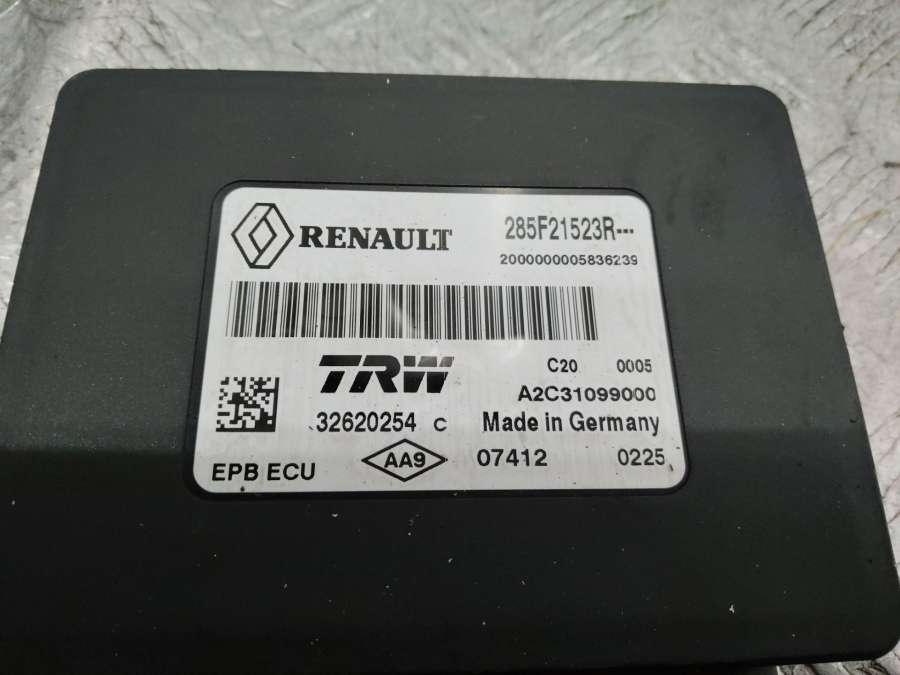 RENAULT 285F21523R---
2000000005836239
TRW C20 0005
A2C31099000
32620254 C Made in Germany
EPB ECU AA9 07412 0225